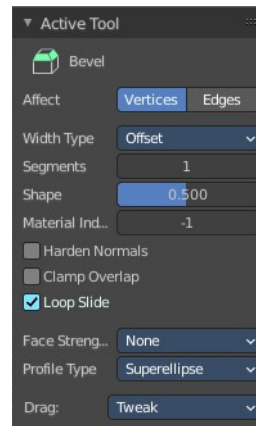 Active Tool
Bevel
Affect Vertices Edges
Width Type Offset
Segments 1
Shape 0.500
Material Ind... -1
Harden Normals
Clamp Overlap
Loop Slide
Face Streng... None
Profile Type Superellipse
Drag: Tweak